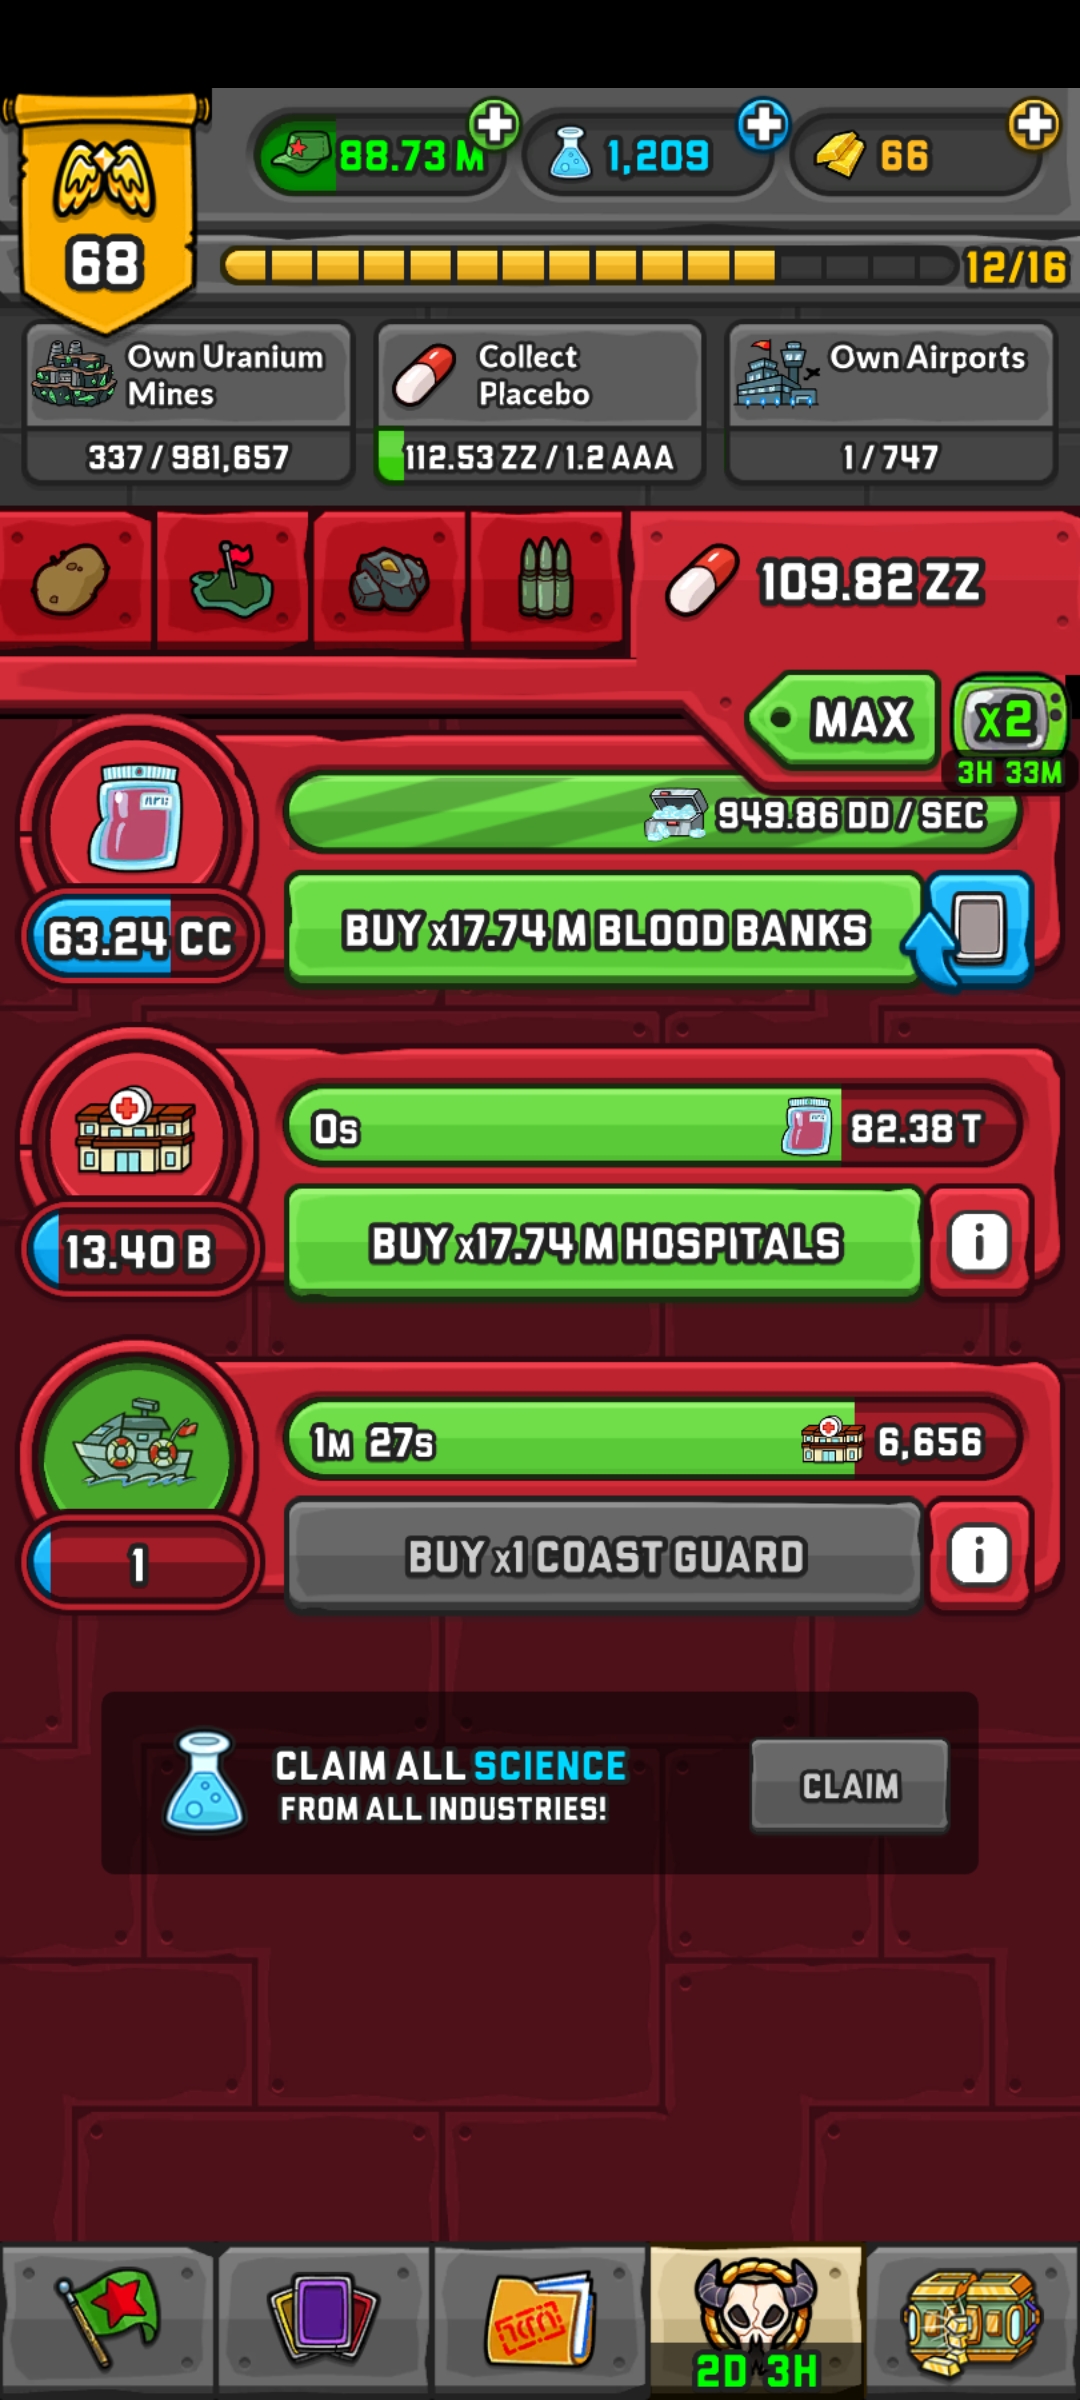 88.73 M
1,209
66
68
12/16
Own Uranium
Mines
337 / 981,657
Collect
Placebo
112.53 ZZ / 1.2 AAA
Own Airports
1 / 747
109.82 ZZ
MAX
x2
3H 33M
949.86 DD / SEC
63.24 CC
BUY x17.74 M BLOOD BANKS
0s
82.38 T
13.40 B
BUY x17.74 M HOSPITALS
i
1M 27s
6,656
1
BUY x1 COAST GUARD
i
CLAIM ALL SCIENCE
FROM ALL INDUSTRIES!
CLAIM
2D 3H